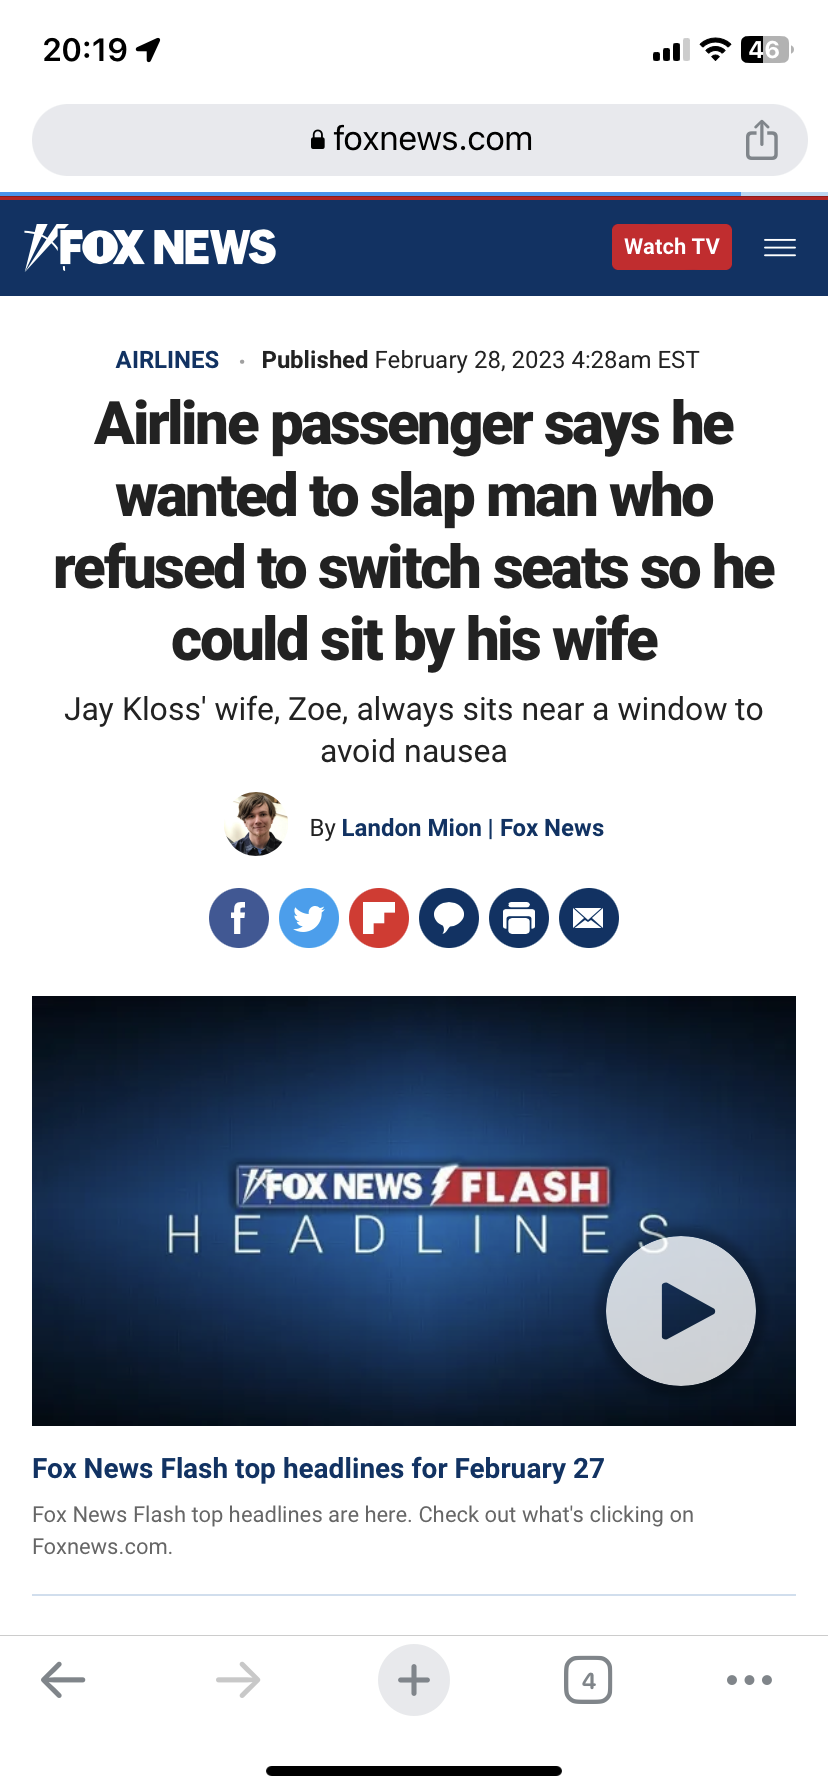 20:19
46
foxnews.com
FOX NEWS
Watch TV
AIRLINES · Published February 28, 2023 4:28am EST
Airline passenger says he
wanted to slap man who
refused to switch seats so he
could sit by his wife
Jay Kloss' wife, Zoe, always sits near a window to
avoid nausea
By Landon Mion | Fox News
FOX NEWS FLASH
HEADLINES
Fox News Flash top headlines for February 27
Fox News Flash top headlines are here. Check out what's clicking on
Foxnews.com.
4